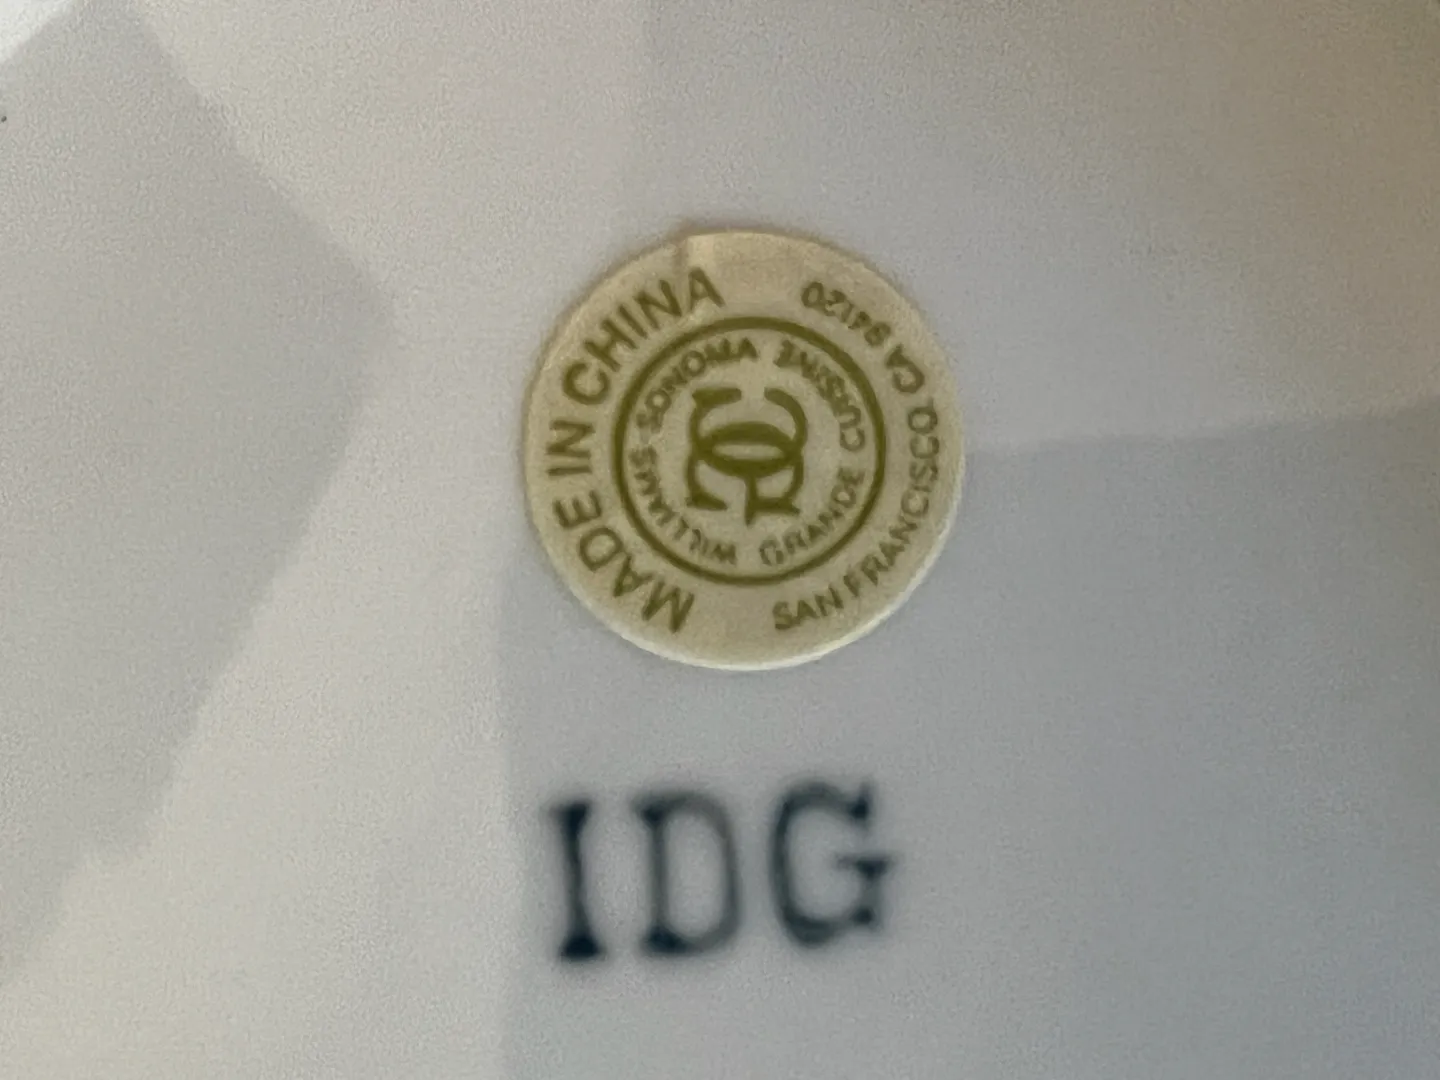 MADE IN CHINA
SAN FRANCISCO, CA 94120
WILLIAMS-SONOMA
GRANDE CUISINE
IDG